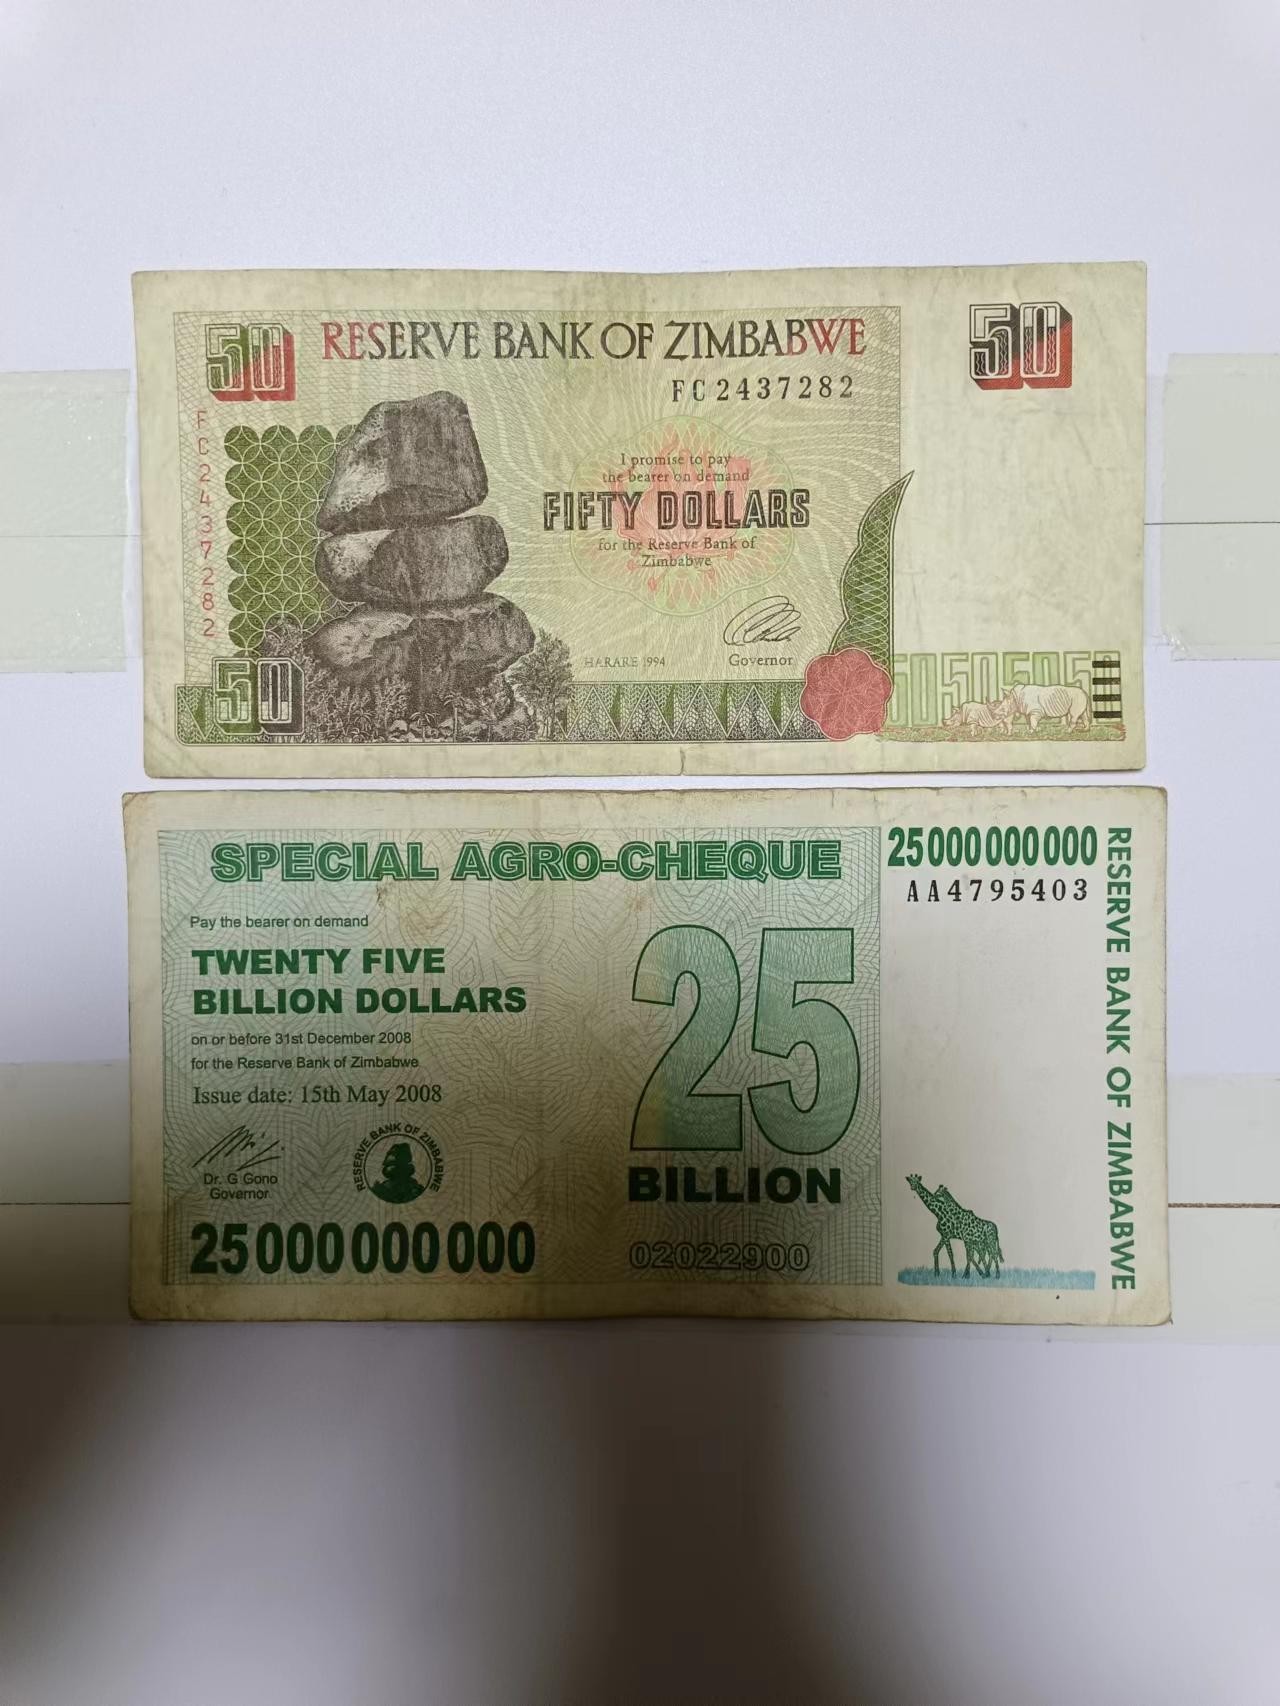 50
RESERVE BANK OF ZIMBABWE
50
FC2437282
FC2437282
I promise to pay
the bearer on demand
FIFTY DOLLARS
for the Reserve Bank of
Zimbabwe
HARARE 1994
Governor
50
50505050
SPECIAL AGRO-CHEQUE
25000000000
AA4795403
RESERVE BANK OF ZIMBABWE
Pay the bearer on demand
TWENTY FIVE
BILLION DOLLARS
on or before 31st December 2008
for the Reserve Bank of Zimbabwe
Issue date: 15th May 2008
25
BILLION
RESERVE BANK OF ZIMBABWE
Dr. G Gono
Governor
25000000000
02022900